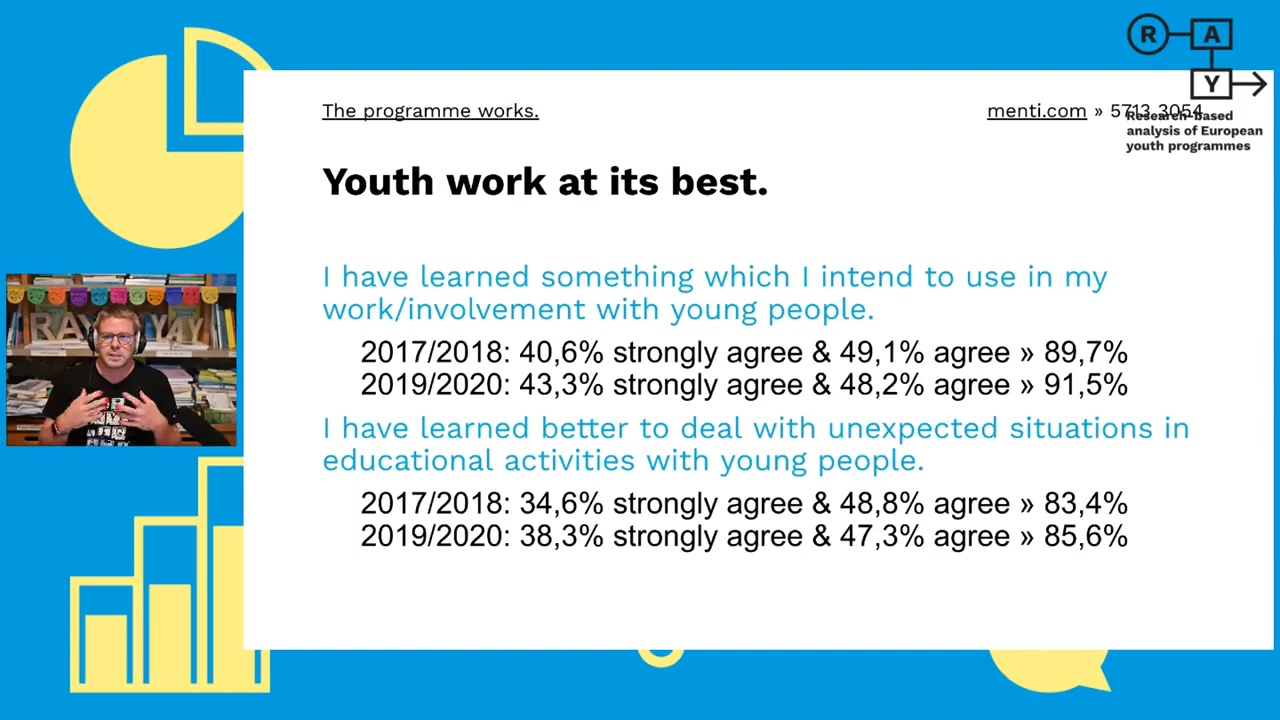 R A
Y
Research-based
analysis of European
youth programmes
The programme works.
menti.com » 5713 3054
Youth work at its best.
I have learned something which I intend to use in my
work/involvement with young people.
2017/2018: 40,6% strongly agree & 49,1% agree » 89,7%
2019/2020: 43,3% strongly agree & 48,2% agree » 91,5%
I have learned better to deal with unexpected situations in
educational activities with young people.
2017/2018: 34,6% strongly agree & 48,8% agree » 83,4%
2019/2020: 38,3% strongly agree & 47,3% agree » 85,6%
RAY